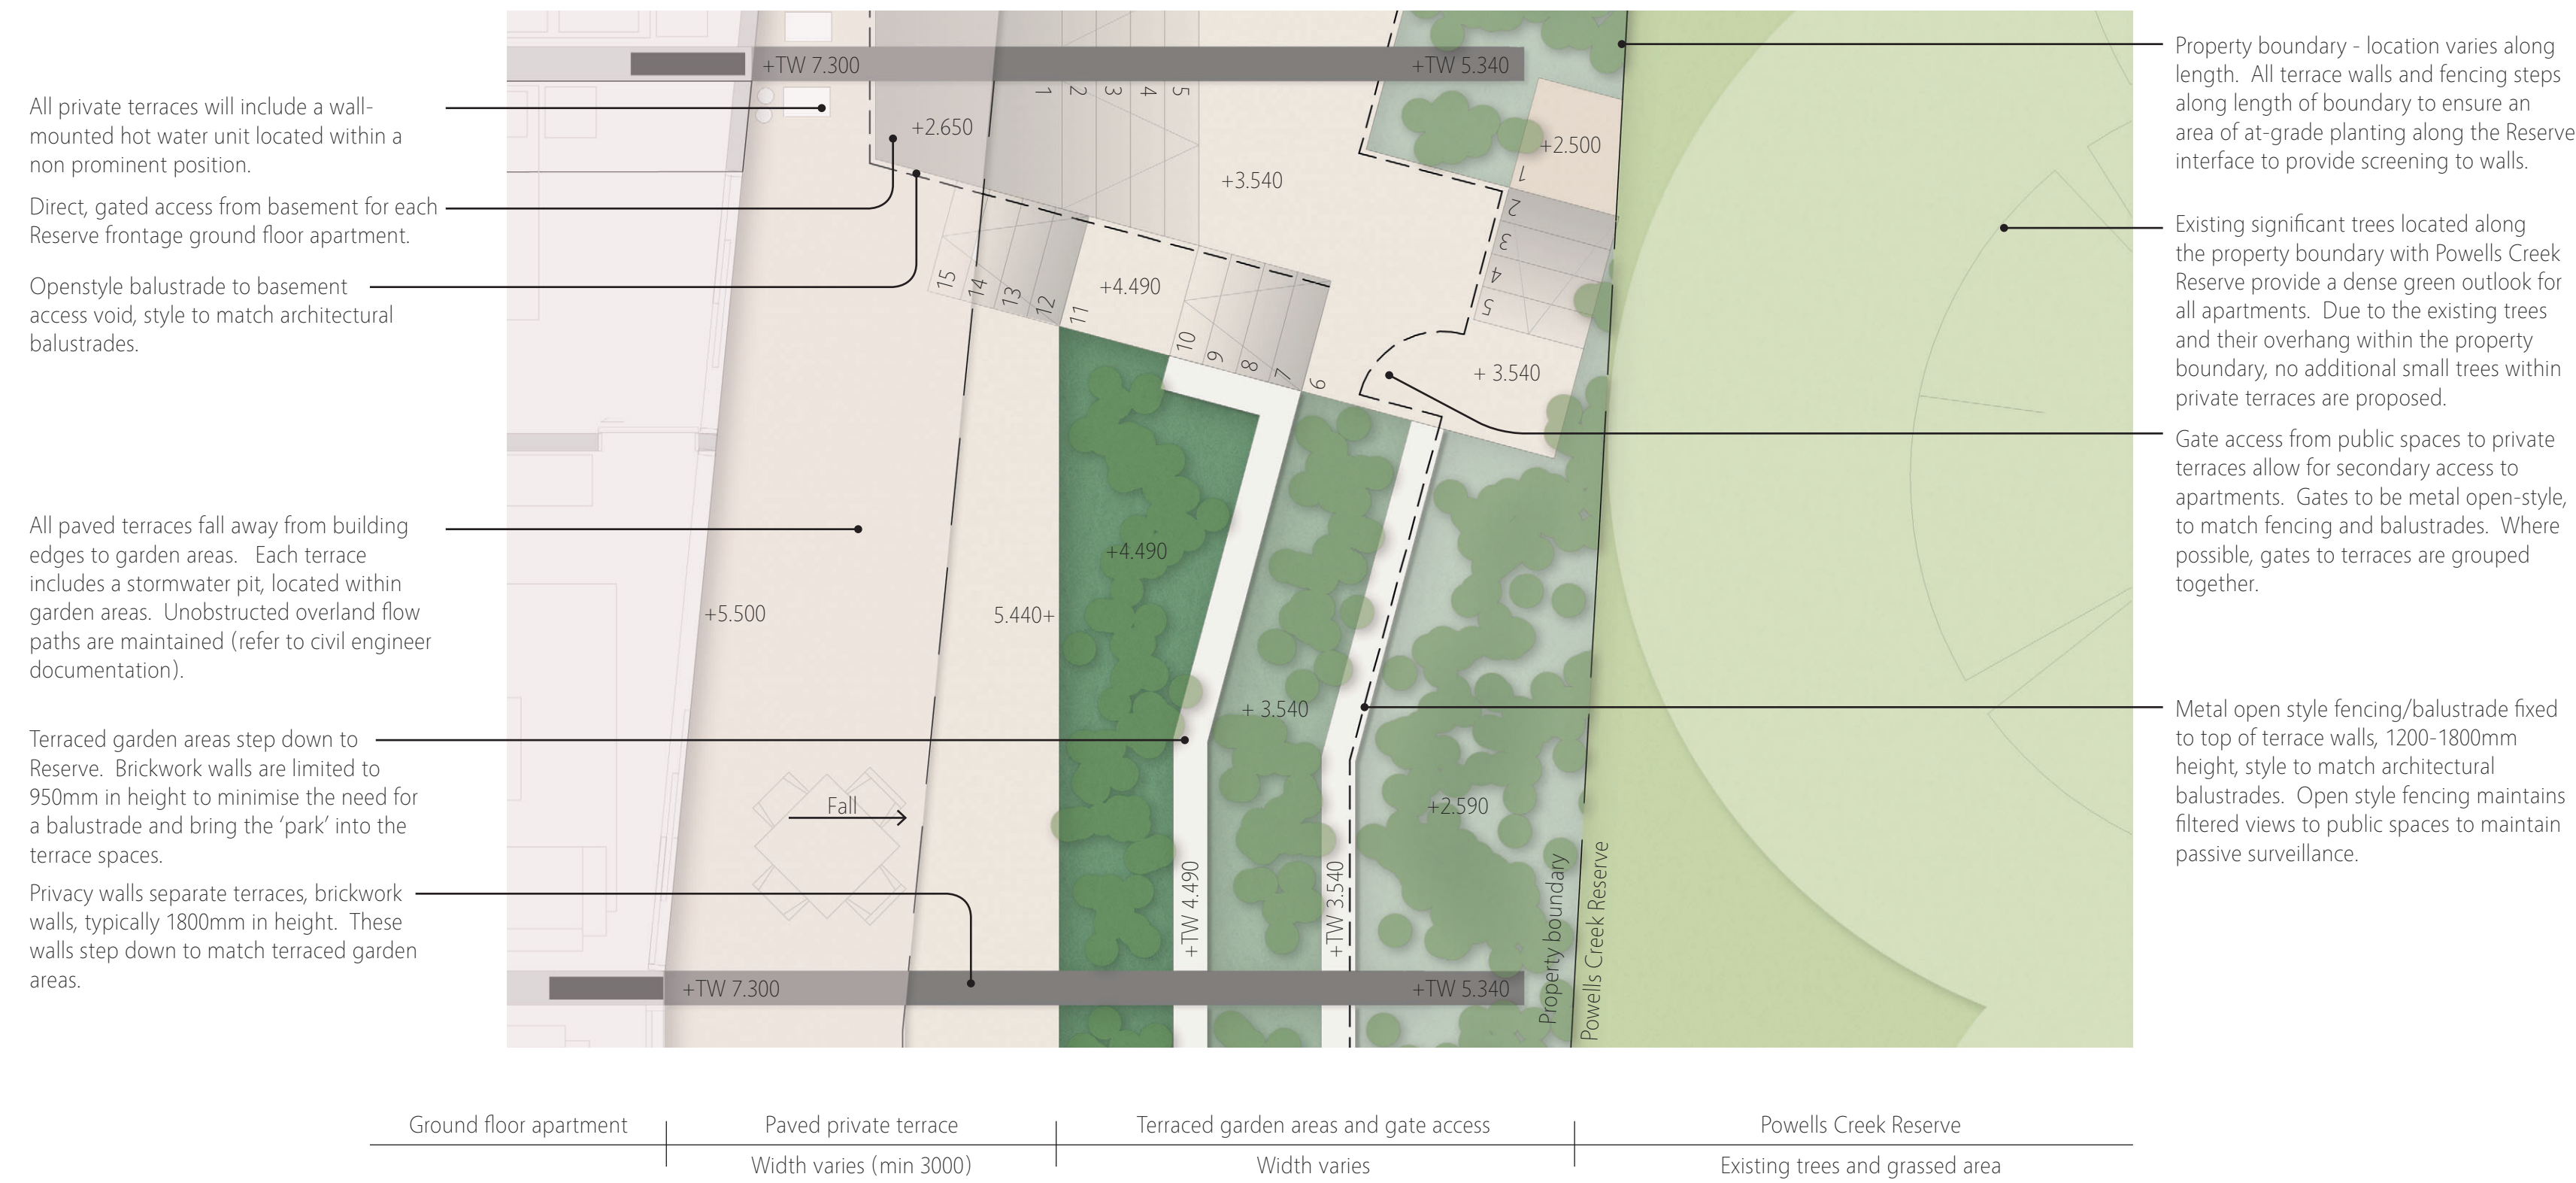 All private terraces will include a wall-
mounted hot water unit located within a
non prominent position.
Direct, gated access from basement for each
Reserve frontage ground floor apartment.
Openstyle balustrade to basement
access void, style to match architectural
balustrades.
All paved terraces fall away from building
edges to garden areas. Each terrace
includes a stormwater pit, located within
garden areas. Unobstructed overland flow
paths are maintained (refer to civil engineer
documentation).
Terraced garden areas step down to
Reserve. Brickwork walls are limited to
950mm in height to minimise the need for
a balustrade and bring the ‘park’ into the
terrace spaces.
Privacy walls separate terraces, brickwork
walls, typically 1800mm in height. These
walls step down to match terraced garden
areas.
+TW 7.300
+TW 5.340
1 2 3 4 5
+2.650
+3.540
+2.500
1
2
3
4
5
15 14 13 12 11
+4.490
10 9 8 7 6
+ 3.540
+4.490
+5.500
5.440+
+ 3.540
Fall
+2.590
+TW 4.490
+TW 3.540
Property boundary
Powells Creek Reserve
+TW 7.300
+TW 5.340
Property boundary - location varies along
length. All terrace walls and fencing steps
along length of boundary to ensure an
area of at-grade planting along the Reserve
interface to provide screening to walls.
Existing significant trees located along
the property boundary with Powells Creek
Reserve provide a dense green outlook for
all apartments. Due to the existing trees
and their overhang within the property
boundary, no additional small trees within
private terraces are proposed.
Gate access from public spaces to private
terraces allow for secondary access to
apartments. Gates to be metal open-style,
to match fencing and balustrades. Where
possible, gates to terraces are grouped
together.
Metal open style fencing/balustrade fixed
to top of terrace walls, 1200-1800mm
height, style to match architectural
balustrades. Open style fencing maintains
filtered views to public spaces to maintain
passive surveillance.
Ground floor apartment
Paved private terrace
Terraced garden areas and gate access
Powells Creek Reserve
Width varies (min 3000)
Width varies
Existing trees and grassed area